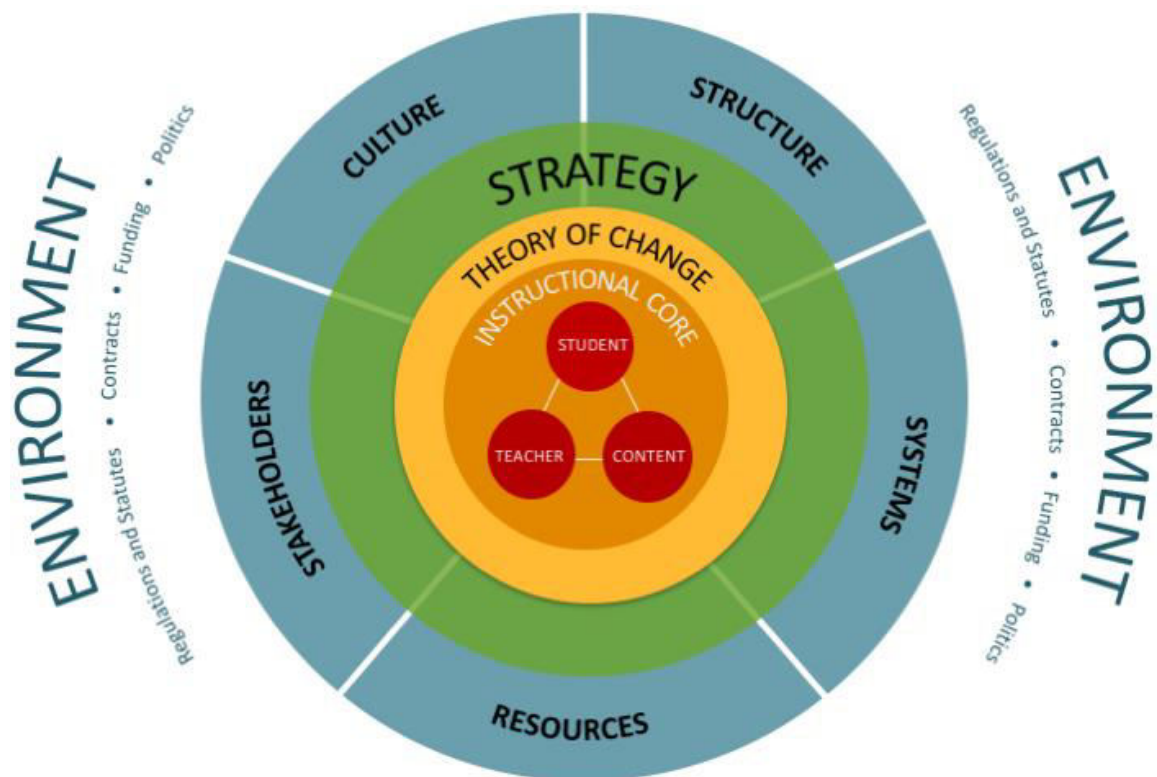 ENVIRONMENT
Regulations and Statutes • Contracts • Funding • Politics
CULTURE
STRUCTURE
STRATEGY
THEORY OF CHANGE
INSTRUCTIONAL CORE
STUDENT
TEACHER
CONTENT
STAKEHOLDERS
SYSTEMS
RESOURCES
Regulations and Statutes • Contracts • Funding • Politics
ENVIRONMENT